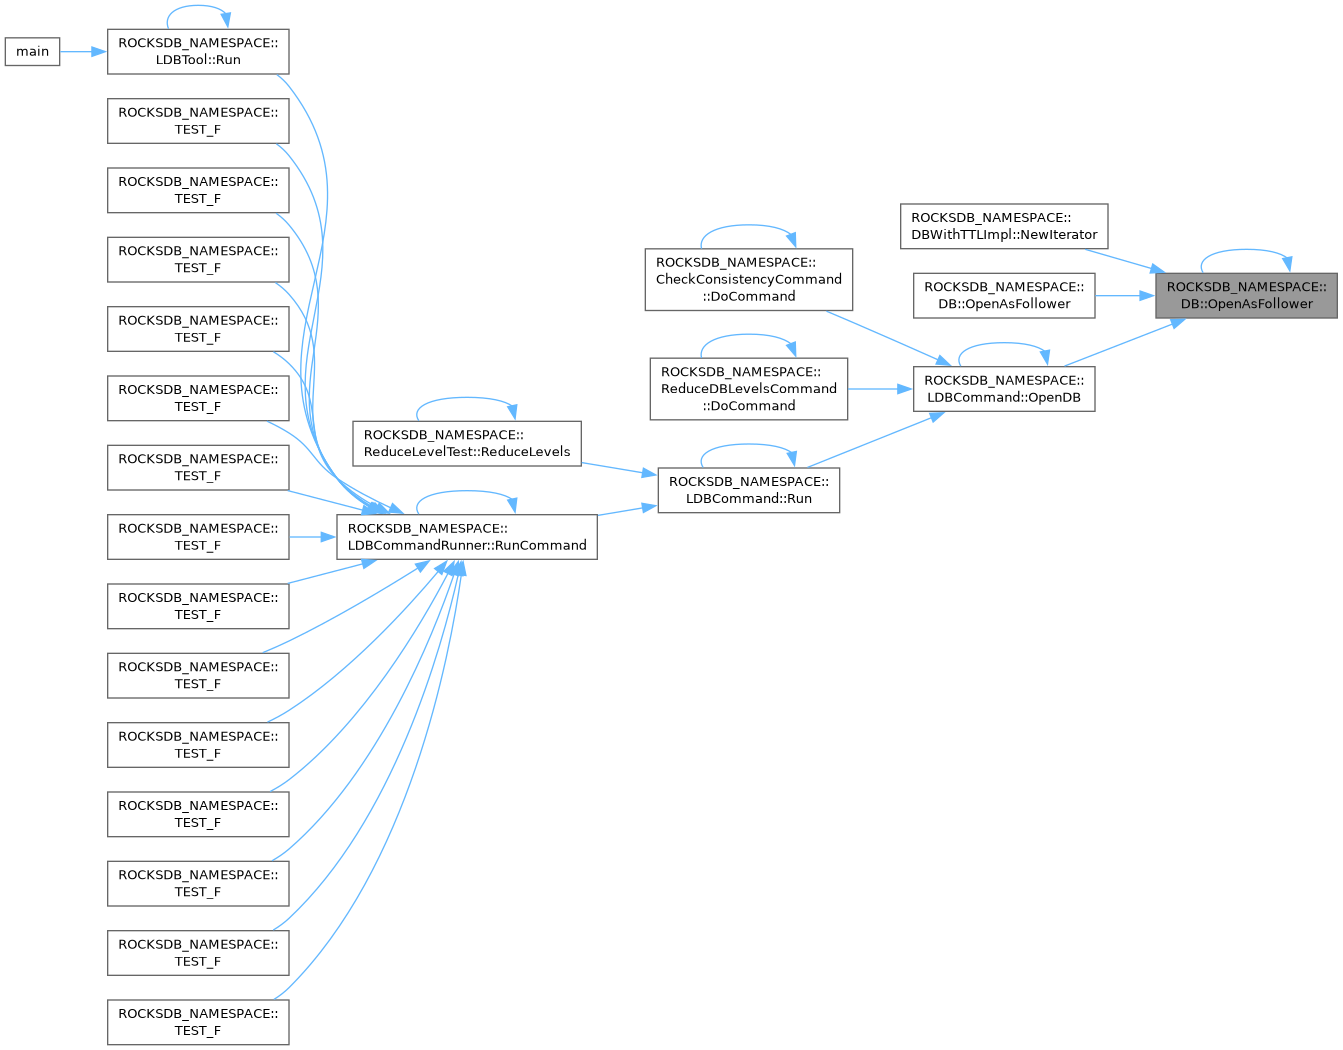 main
ROCKSDB_NAMESPACE::
LDBTool::Run
ROCKSDB_NAMESPACE::
TEST_F
ROCKSDB_NAMESPACE::
TEST_F
ROCKSDB_NAMESPACE::
TEST_F
ROCKSDB_NAMESPACE::
TEST_F
ROCKSDB_NAMESPACE::
TEST_F
ROCKSDB_NAMESPACE::
TEST_F
ROCKSDB_NAMESPACE::
TEST_F
ROCKSDB_NAMESPACE::
TEST_F
ROCKSDB_NAMESPACE::
TEST_F
ROCKSDB_NAMESPACE::
TEST_F
ROCKSDB_NAMESPACE::
TEST_F
ROCKSDB_NAMESPACE::
TEST_F
ROCKSDB_NAMESPACE::
TEST_F
ROCKSDB_NAMESPACE::
TEST_F
ROCKSDB_NAMESPACE::
ReduceLevelTest::ReduceLevels
ROCKSDB_NAMESPACE::
LDBCommandRunner::RunCommand
ROCKSDB_NAMESPACE::
CheckConsistencyCommand
::DoCommand
ROCKSDB_NAMESPACE::
ReduceDBLevelsCommand
::DoCommand
ROCKSDB_NAMESPACE::
LDBCommand::Run
ROCKSDB_NAMESPACE::
DBWithTTLImpl::NewIterator
ROCKSDB_NAMESPACE::
DB::OpenAsFollower
ROCKSDB_NAMESPACE::
LDBCommand::OpenDB
ROCKSDB_NAMESPACE::
DB::OpenAsFollower